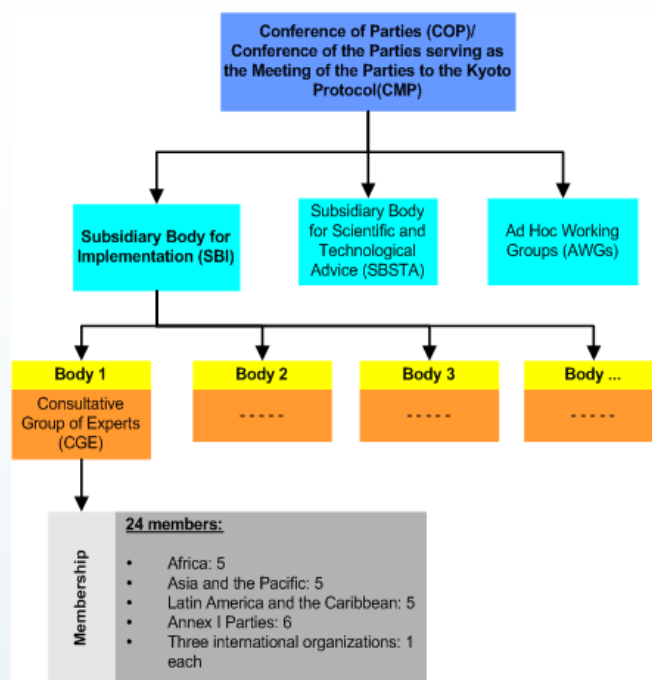 Conference of Parties (COP)/
Conference of the Parties serving as
the Meeting of the Parties to the Kyoto
Protocol(CMP)
Subsidiary Body for
Implementation (SBI)
Subsidiary Body
for Scientific and
Technological
Advice (SBSTA)
Ad Hoc Working
Groups (AWGs)
Body 1
Consultative
Group of Experts
(CGE)
Body 2
- - - - -
Body 3
- - - - -
Body ...
- - - - -
Membership
24 members:
• Africa: 5
• Asia and the Pacific: 5
• Latin America and the Caribbean: 5
• Annex I Parties: 6
• Three international organizations: 1
each